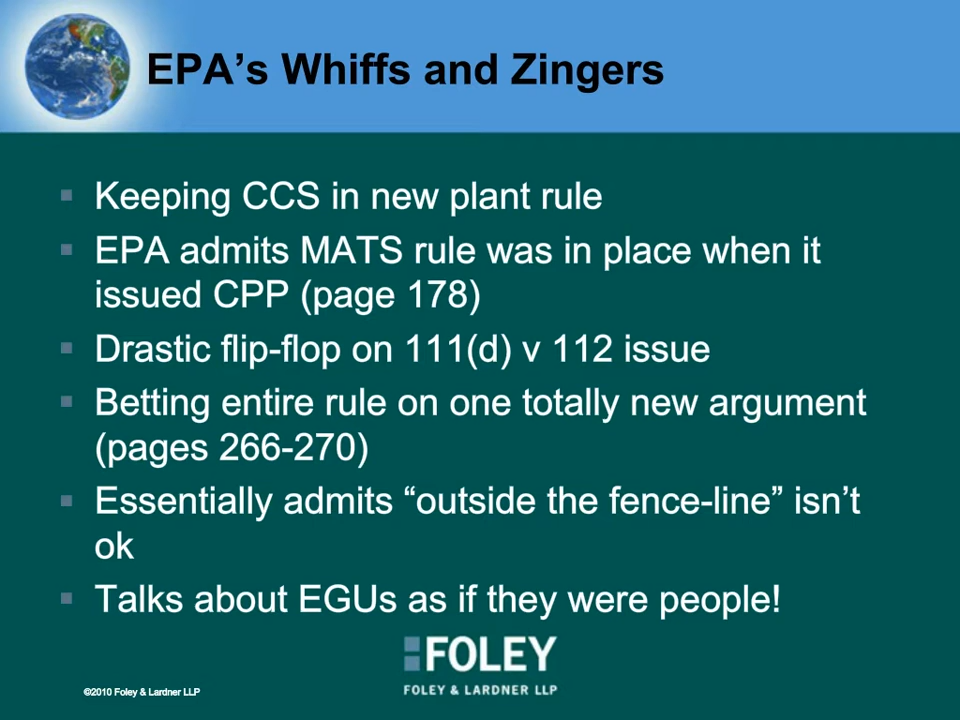 EPA’s Whiffs and Zingers
Keeping CCS in new plant rule
EPA admits MATS rule was in place when it
issued CPP (page 178)
Drastic flip-flop on 111(d) v 112 issue
Betting entire rule on one totally new argument
(pages 266-270)
Essentially admits “outside the fence-line” isn’t
ok
Talks about EGUs as if they were people!
FOLEY
FOLEY & LARDNER LLP
©2010 Foley & Lardner LLP